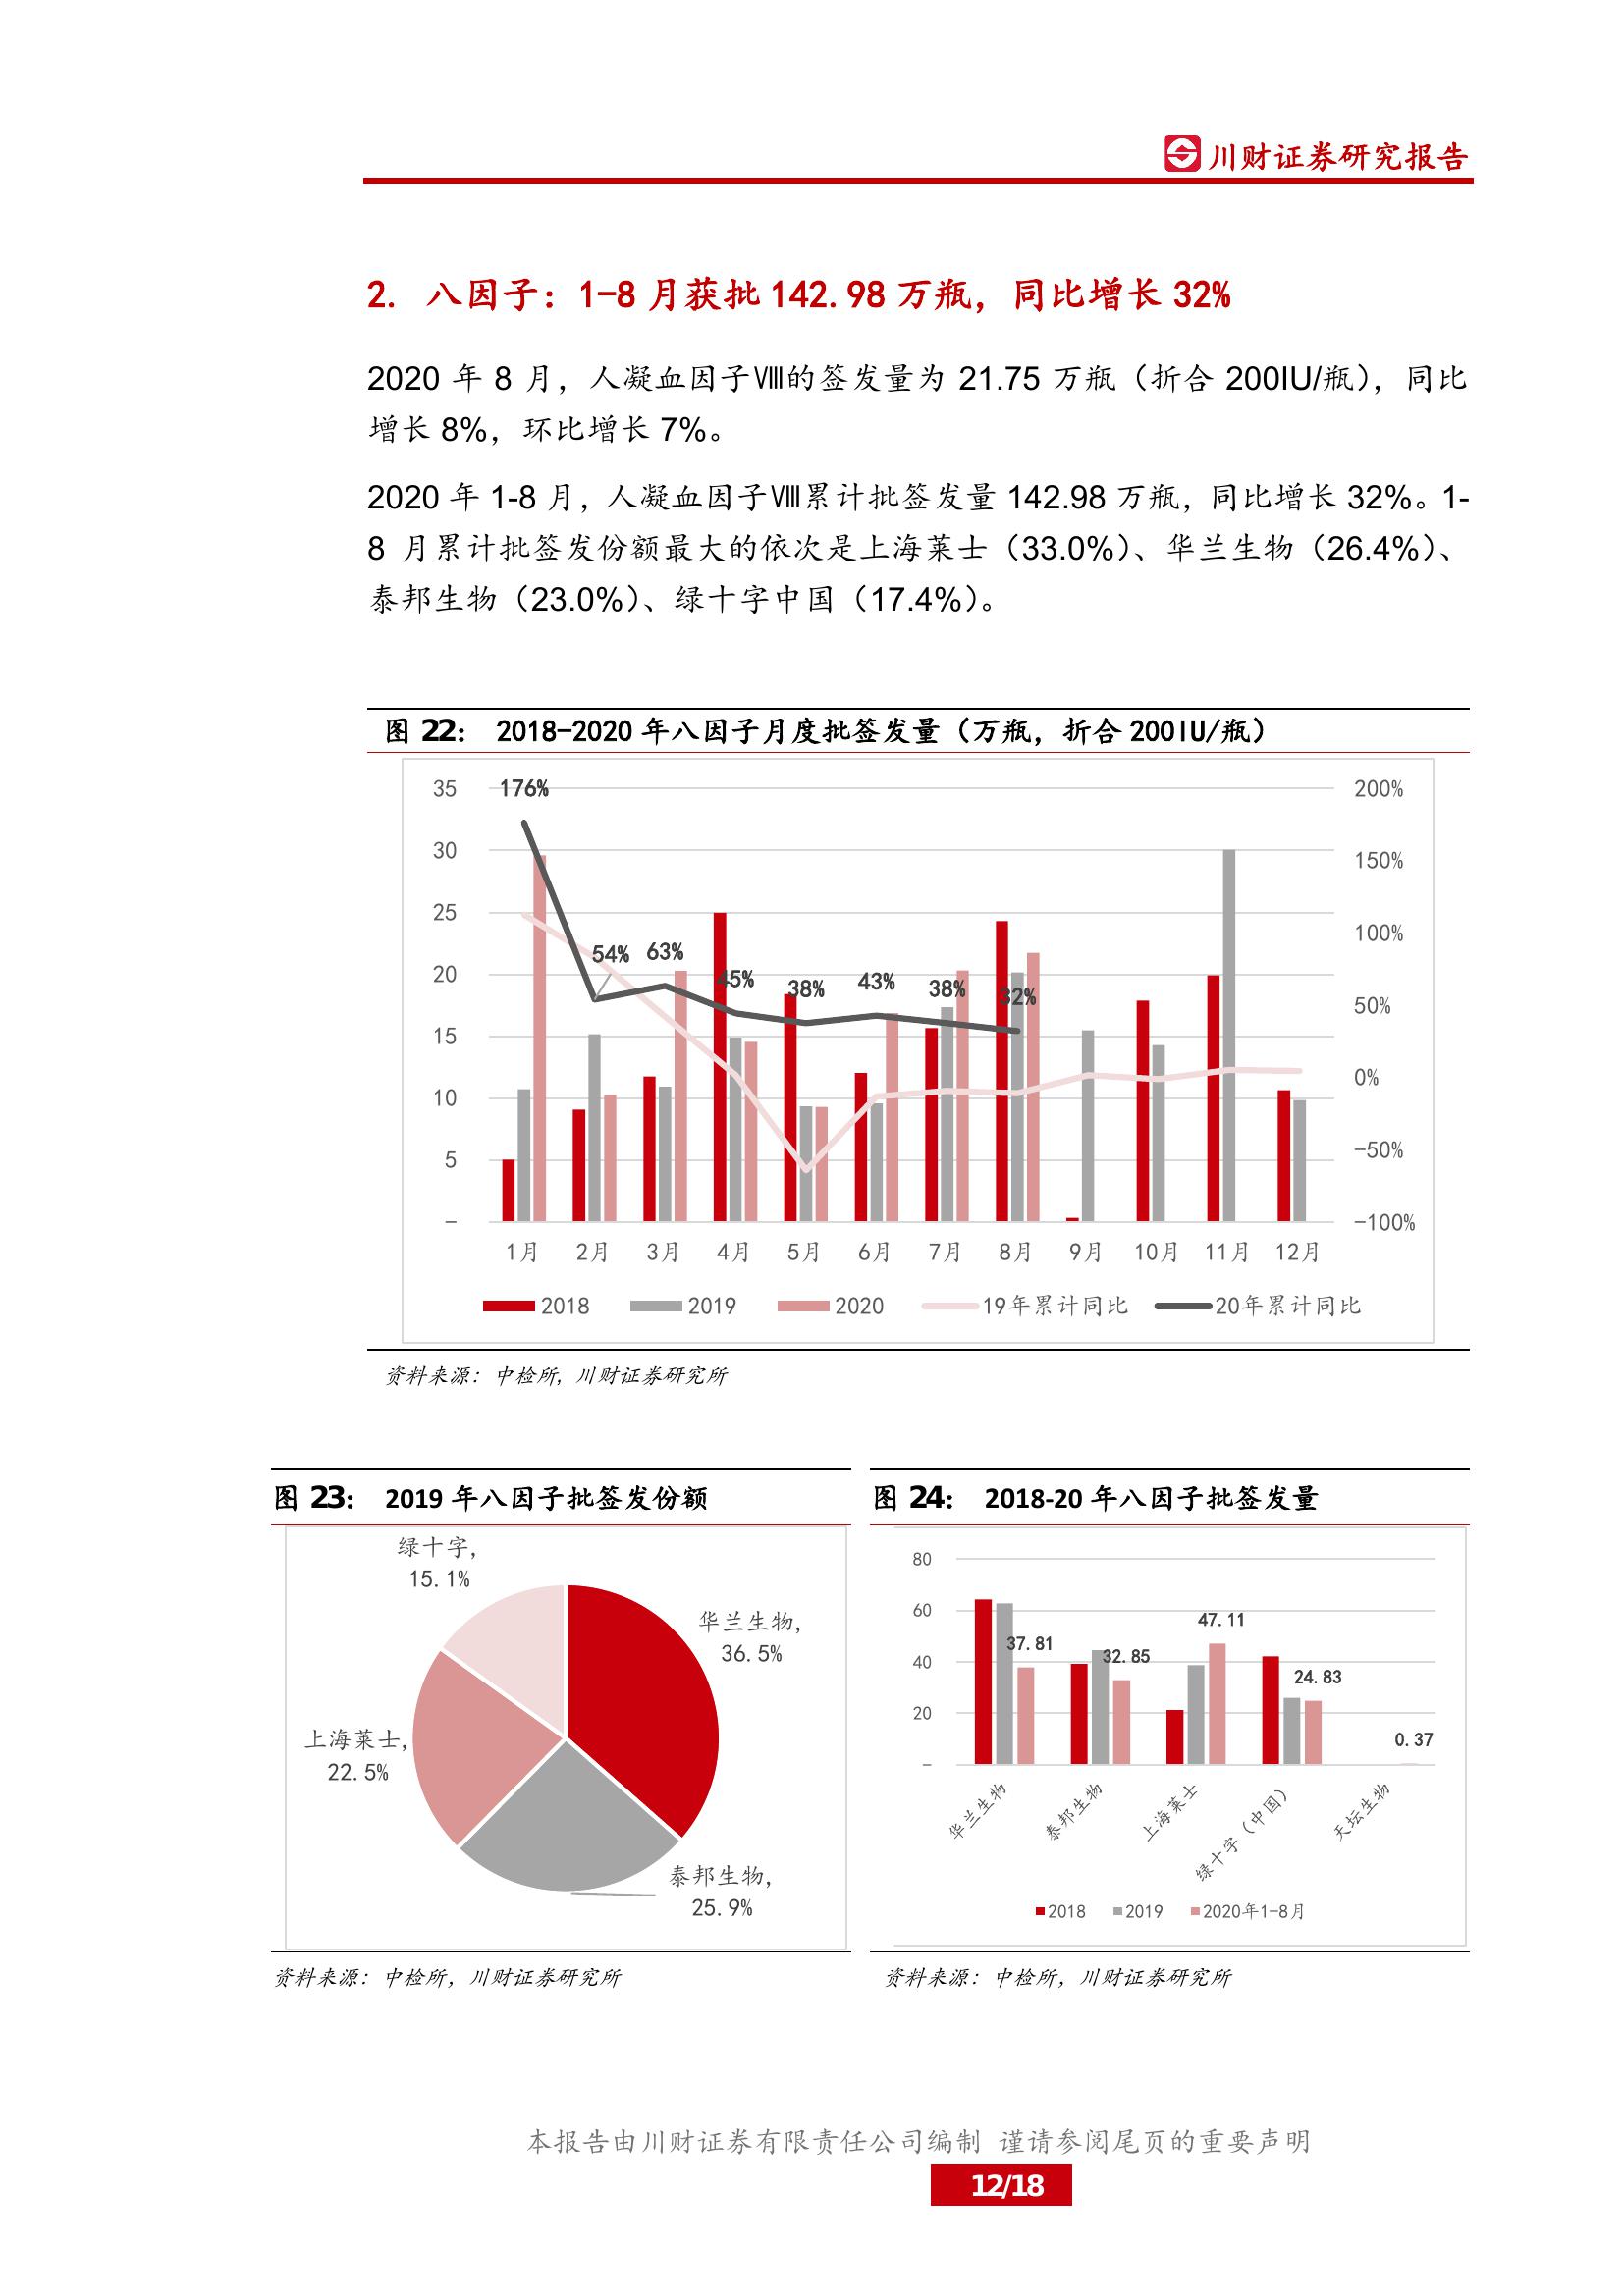 川财证券研究报告
2. 八因子：1-8 月获批 142.98 万瓶，同比增长 32%
2020 年 8 月，人凝血因子Ⅷ的签发量为 21.75 万瓶（折合 200IU/瓶），同比
增长 8%，环比增长 7%。
2020 年 1-8 月，人凝血因子Ⅷ累计批签发量 142.98 万瓶，同比增长 32%。1-
8 月累计批签发份额最大的依次是上海莱士（33.0%）、华兰生物（26.4%）、
泰邦生物（23.0%）、绿十字中国（17.4%）。
图 22： 2018-2020 年八因子月度批签发量（万瓶，折合 200IU/瓶）
35 176% 200%
30 150%
25 100%
54% 63% 45% 38% 43% 38% 32%
20 50%
15 0%
10 -50%
5 -100%
-
1月 2月 3月 4月 5月 6月 7月 8月 9月 10月 11月 12月
2018 2019 2020 19年累计同比 20年累计同比
资料来源：中检所，川财证券研究所
图 23： 2019 年八因子批签发份额
绿十字,
15.1%
华兰生物,
36.5%
上海莱士,
22.5%
泰邦生物,
25.9%
资料来源：中检所，川财证券研究所
图 24： 2018-20 年八因子批签发量
80
60
40
20
-
37.81 32.85 47.11 24.83 0.37
华兰生物 泰邦生物 上海莱士 绿十字（中国） 天坛生物
2018 2019 2020年1-8月
资料来源：中检所，川财证券研究所
本报告由川财证券有限责任公司编制 谨请参阅尾页的重要声明
12/18